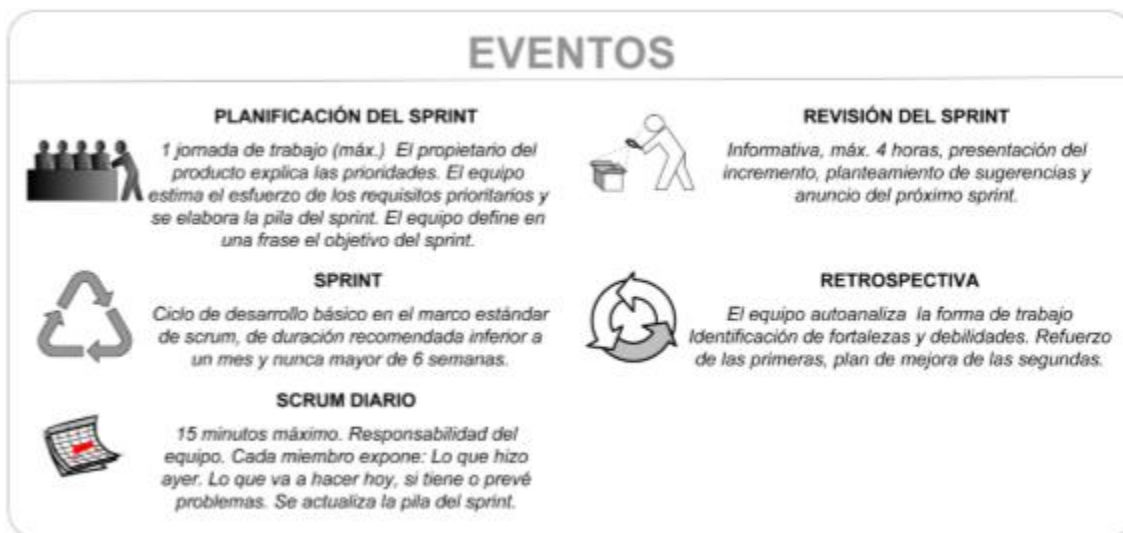 EVENTOS
PLANIFICACIÓN DEL SPRINT
1 jornada de trabajo (máx.) El propietario del
producto explica las prioridades. El equipo
estima el esfuerzo de los requisitos prioritarios y
se elabora la pila del sprint. El equipo define en
una frase el objetivo del sprint.
SPRINT
Ciclo de desarrollo básico en el marco estándar
de scrum, de duración recomendada inferior a
un mes y nunca mayor de 6 semanas.
SCRUM DIARIO
15 minutos máximo. Responsabilidad del
equipo. Cada miembro expone: Lo que hizo
ayer. Lo que va a hacer hoy, si tiene o prevé
problemas. Se actualiza la pila del sprint.
REVISIÓN DEL SPRINT
Informativa, máx. 4 horas, presentación del
incremento, planteamiento de sugerencias y
anuncio del próximo sprint.
RETROSPECTIVA
El equipo autoanaliza la forma de trabajo
Identificación de fortalezas y debilidades. Refuerzo
de las primeras, plan de mejora de las segundas.